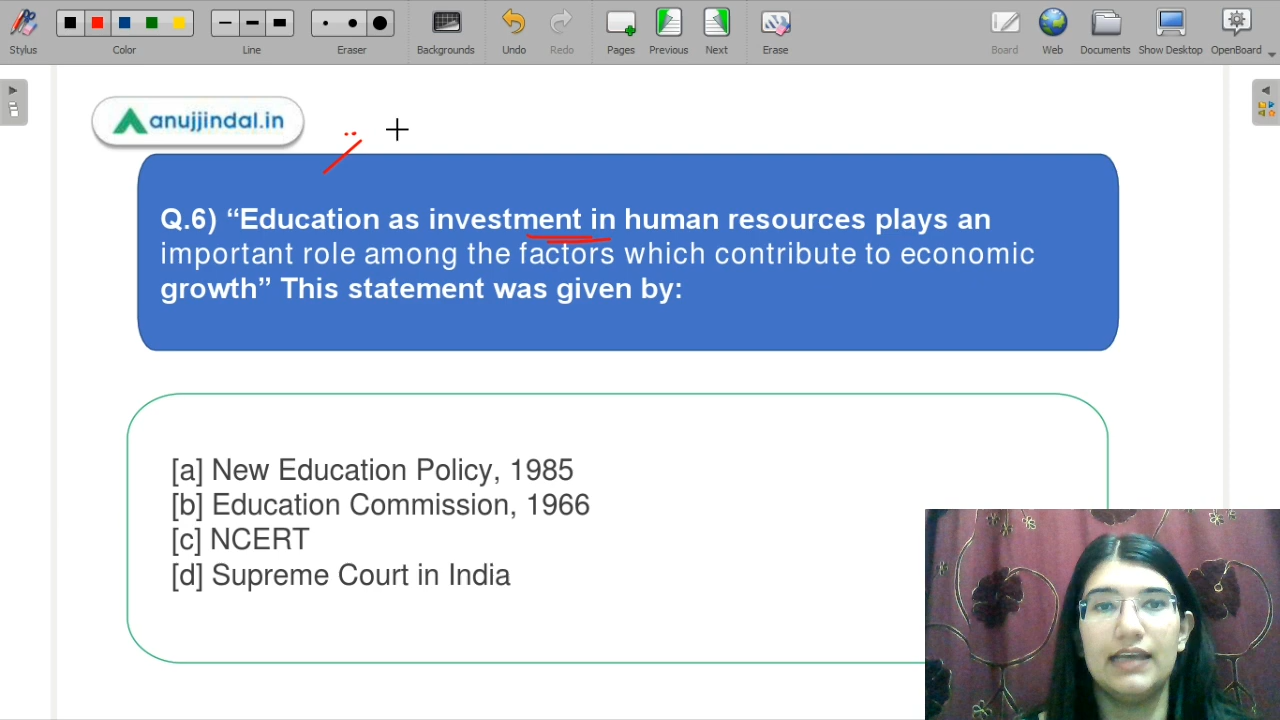 Stylus
Color
Line
Eraser
Backgrounds
Undo
Redo
Pages
Previous
Next
Erase
Board
Web
Documents
Show Desktop
OpenBoard
anujjindal.in
Q.6) “Education as investment in human resources plays an
important role among the factors which contribute to economic
growth” This statement was given by:
[a] New Education Policy, 1985
[b] Education Commission, 1966
[c] NCERT
[d] Supreme Court in India